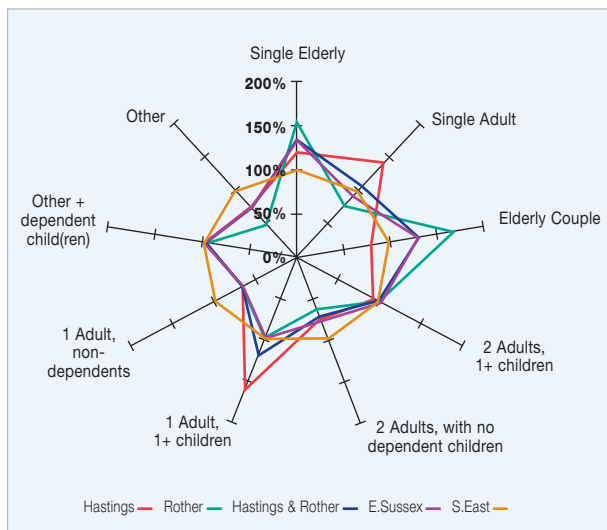 Single Elderly
200%
150%
100%
50%
0%
Single Adult
Elderly Couple
2 Adults,
1+ children
2 Adults, with no
dependent children
1 Adult,
1+ children
1 Adult,
non-
dependents
Other +
dependent
child(ren)
Other
Hastings Rother Hastings & Rother E.Sussex S.East